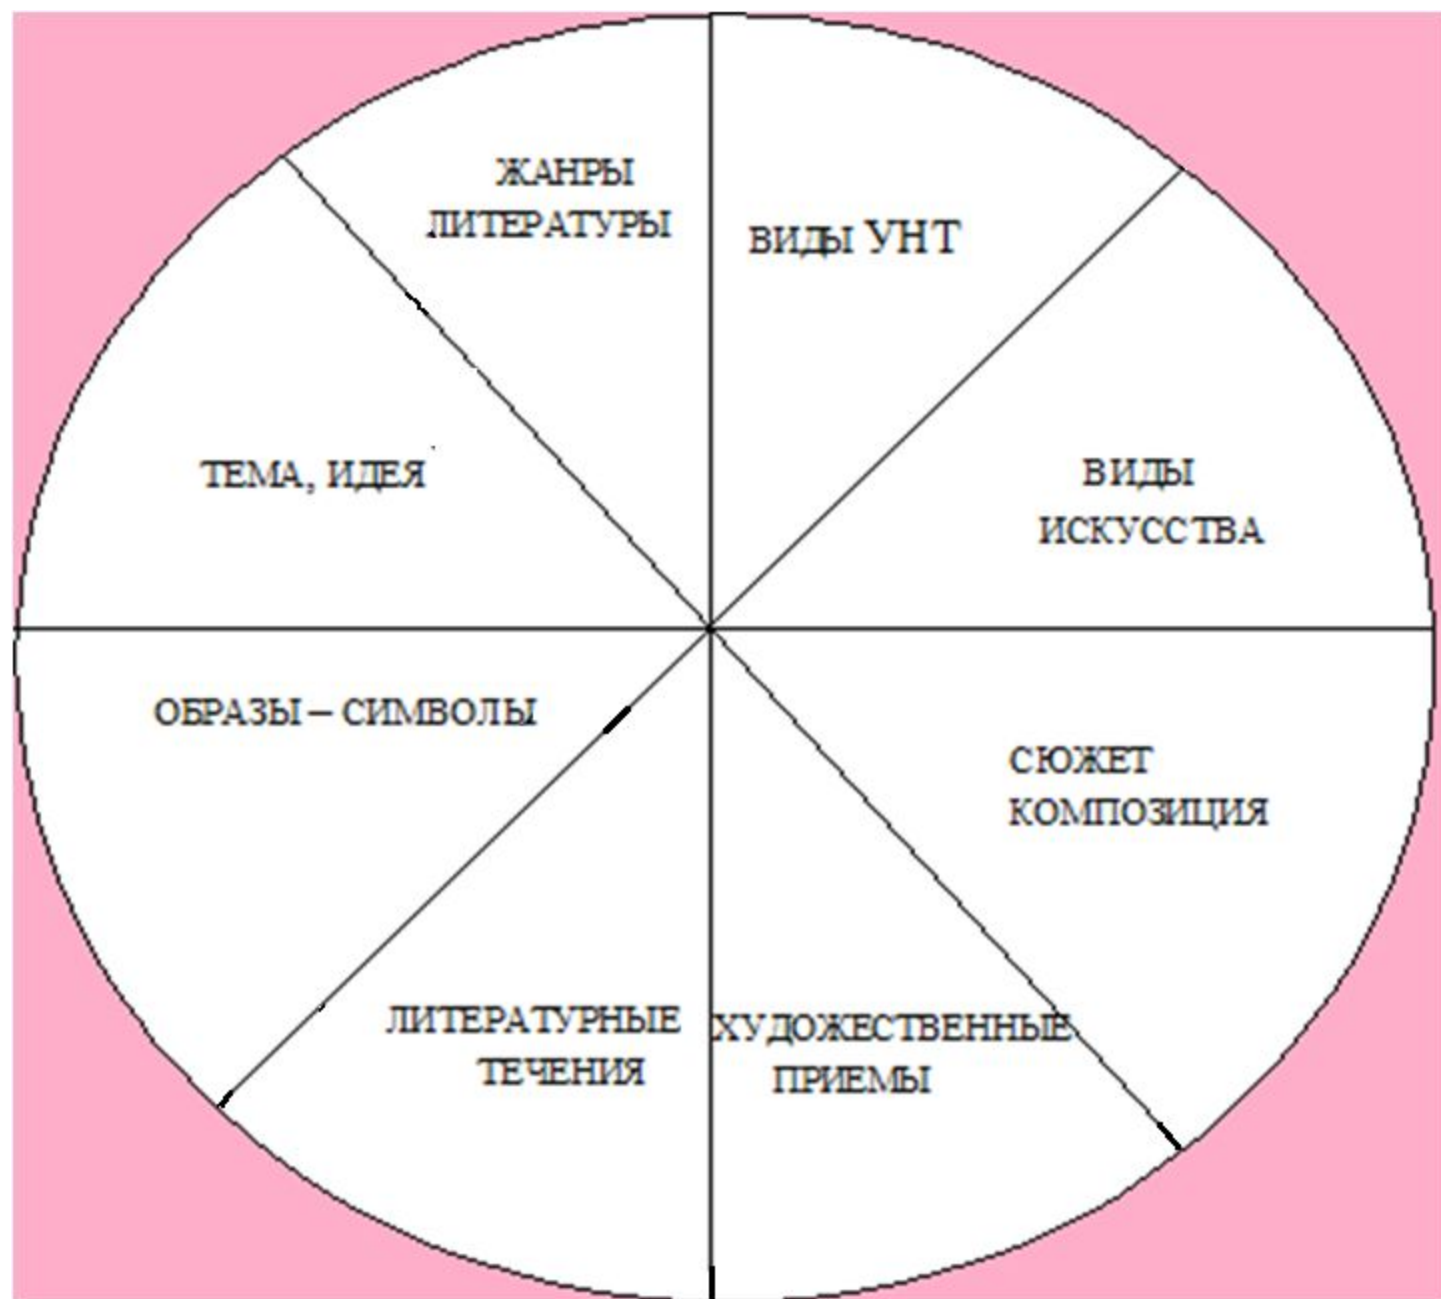 ЖАНРЫ
ЛИТЕРАТУРЫ
ВИДЫ УНТ
ВИДЫ
ИСКУССТВА
ТЕМА, ИДЕЯ
ОБРАЗЫ – СИМВОЛЫ
СЮЖЕТ
КОМПОЗИЦИЯ
ЛИТЕРАТУРНЫЕ
ТЕЧЕНИЯ
ХУДОЖЕСТВЕННЫЕ
ПРИЕМЫ